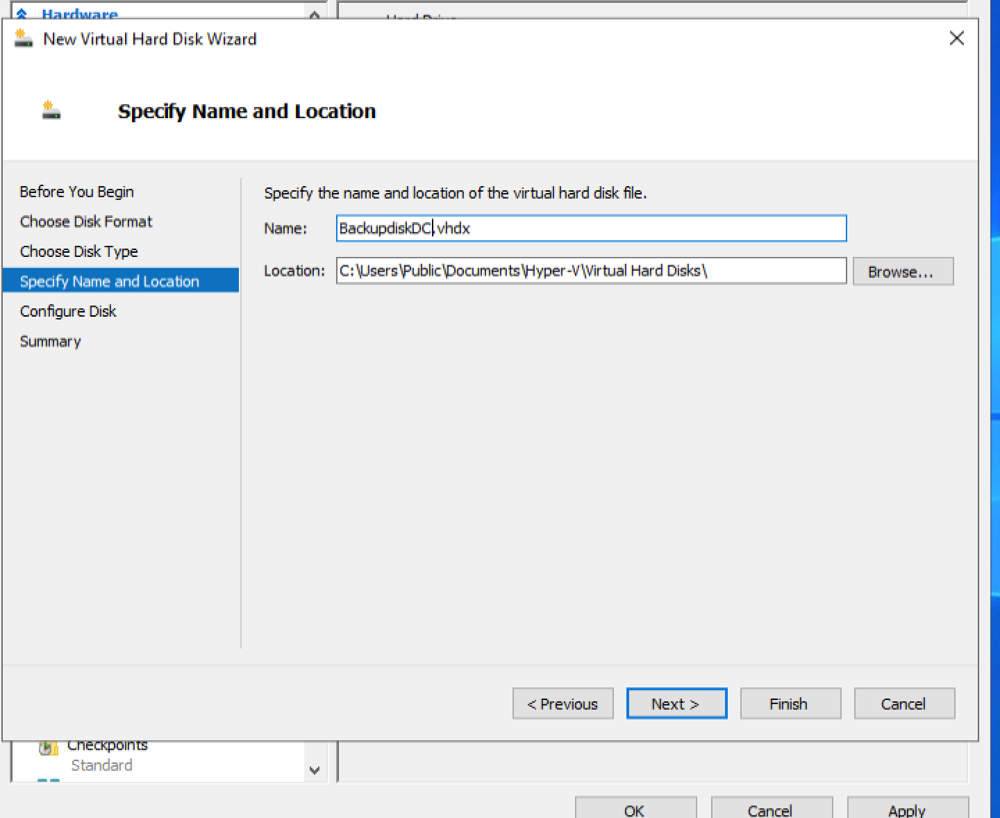 Hardware
Hard Drive
New Virtual Hard Disk Wizard
Specify Name and Location
Before You Begin
Choose Disk Format
Choose Disk Type
Specify Name and Location
Configure Disk
Summary
Specify the name and location of the virtual hard disk file.
Name: BackupdiskDC.vhdx
Location: C:\Users\Public\Documents\Hyper-V\Virtual Hard Disks\ Browse...
< Previous Next > Finish Cancel
Checkpoints
Standard
OK Cancel Apply